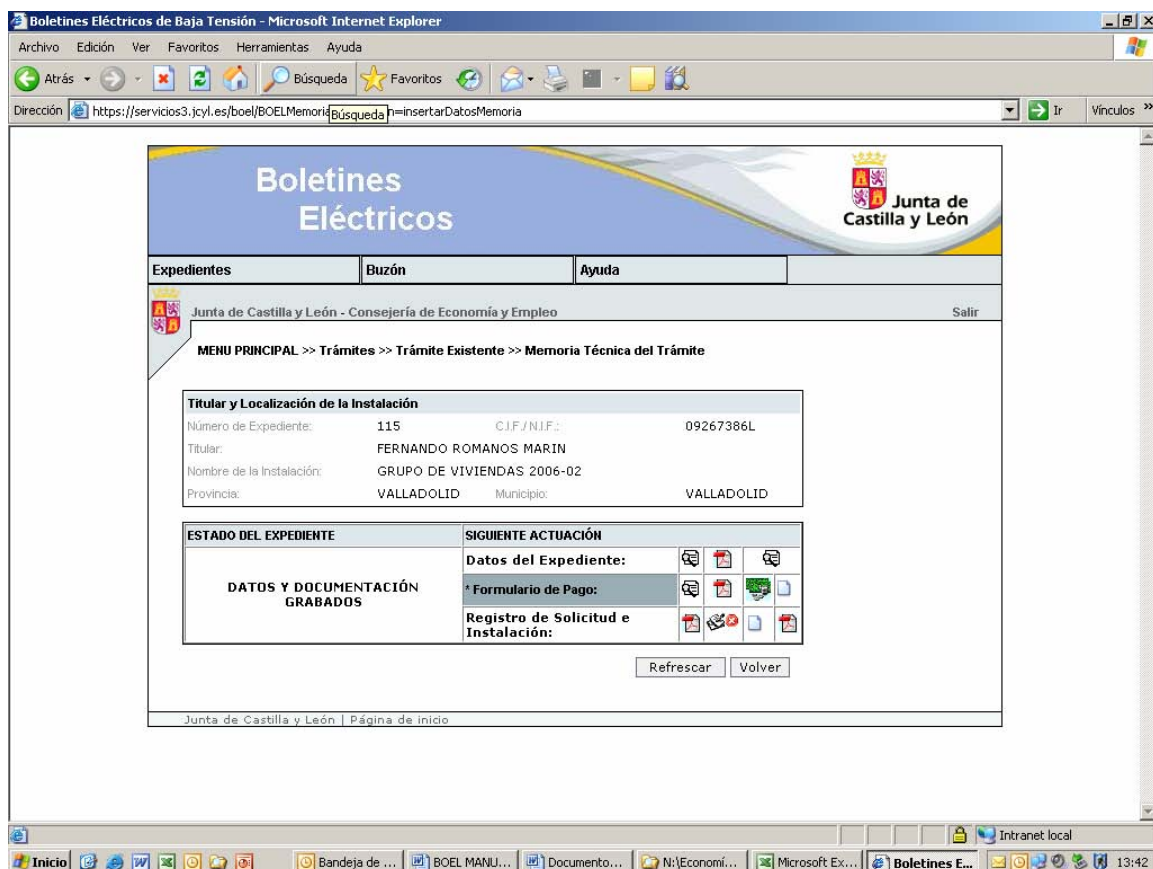 Boletines Eléctricos de Baja Tensión - Microsoft Internet Explorer
Archivo Edición Ver Favoritos Herramientas Ayuda
Atrás Búsqueda Favoritos
Dirección https://servicios3.jcyl.es/boel/BOELMemoria n=insertarDatosMemoria Ir Vínculos »
Búsqueda
Boletines
Eléctricos
Junta de
Castilla y León
Expedientes Buzón Ayuda
Junta de Castilla y León - Consejería de Economía y Empleo Salir
MENU PRINCIPAL >> Trámites >> Trámite Existente >> Memoria Técnica del Trámite
Titular y Localización de la Instalación
Número de Expediente: 115 C.I.F./N.I.F.: 09267386L
Titular: FERNANDO ROMANOS MARIN
Nombre de la Instalación: GRUPO DE VIVIENDAS 2006-02
Provincia: VALLADOLID Municipio: VALLADOLID
ESTADO DEL EXPEDIENTE SIGUIENTE ACTUACIÓN
Datos del Expediente:
DATOS Y DOCUMENTACIÓN
GRABADOS
* Formulario de Pago:
Registro de Solicitud e
Instalación:
Refrescar Volver
Junta de Castilla y León | Página de inicio
Intranet local
Inicio Bandeja de ... BOEL MANU... Documento... N:\Economí... Microsoft Ex... Boletines E... 13:42